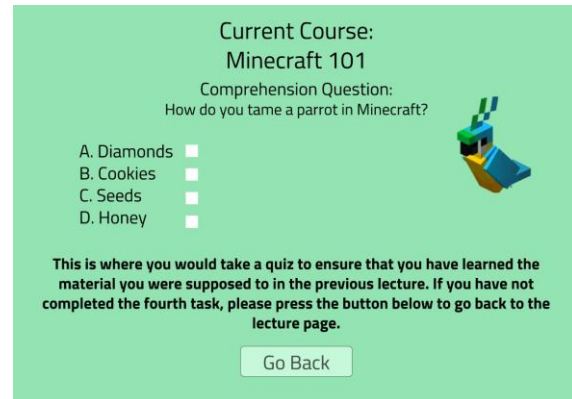 Current Course:
Minecraft 101
Comprehension Question:
How do you tame a parrot in Minecraft?
A. Diamonds
B. Cookies
C. Seeds
D. Honey
This is where you would take a quiz to ensure that you have learned the
material you were supposed to in the previous lecture. If you have not
completed the fourth task, please press the button below to go back to the
lecture page.
Go Back